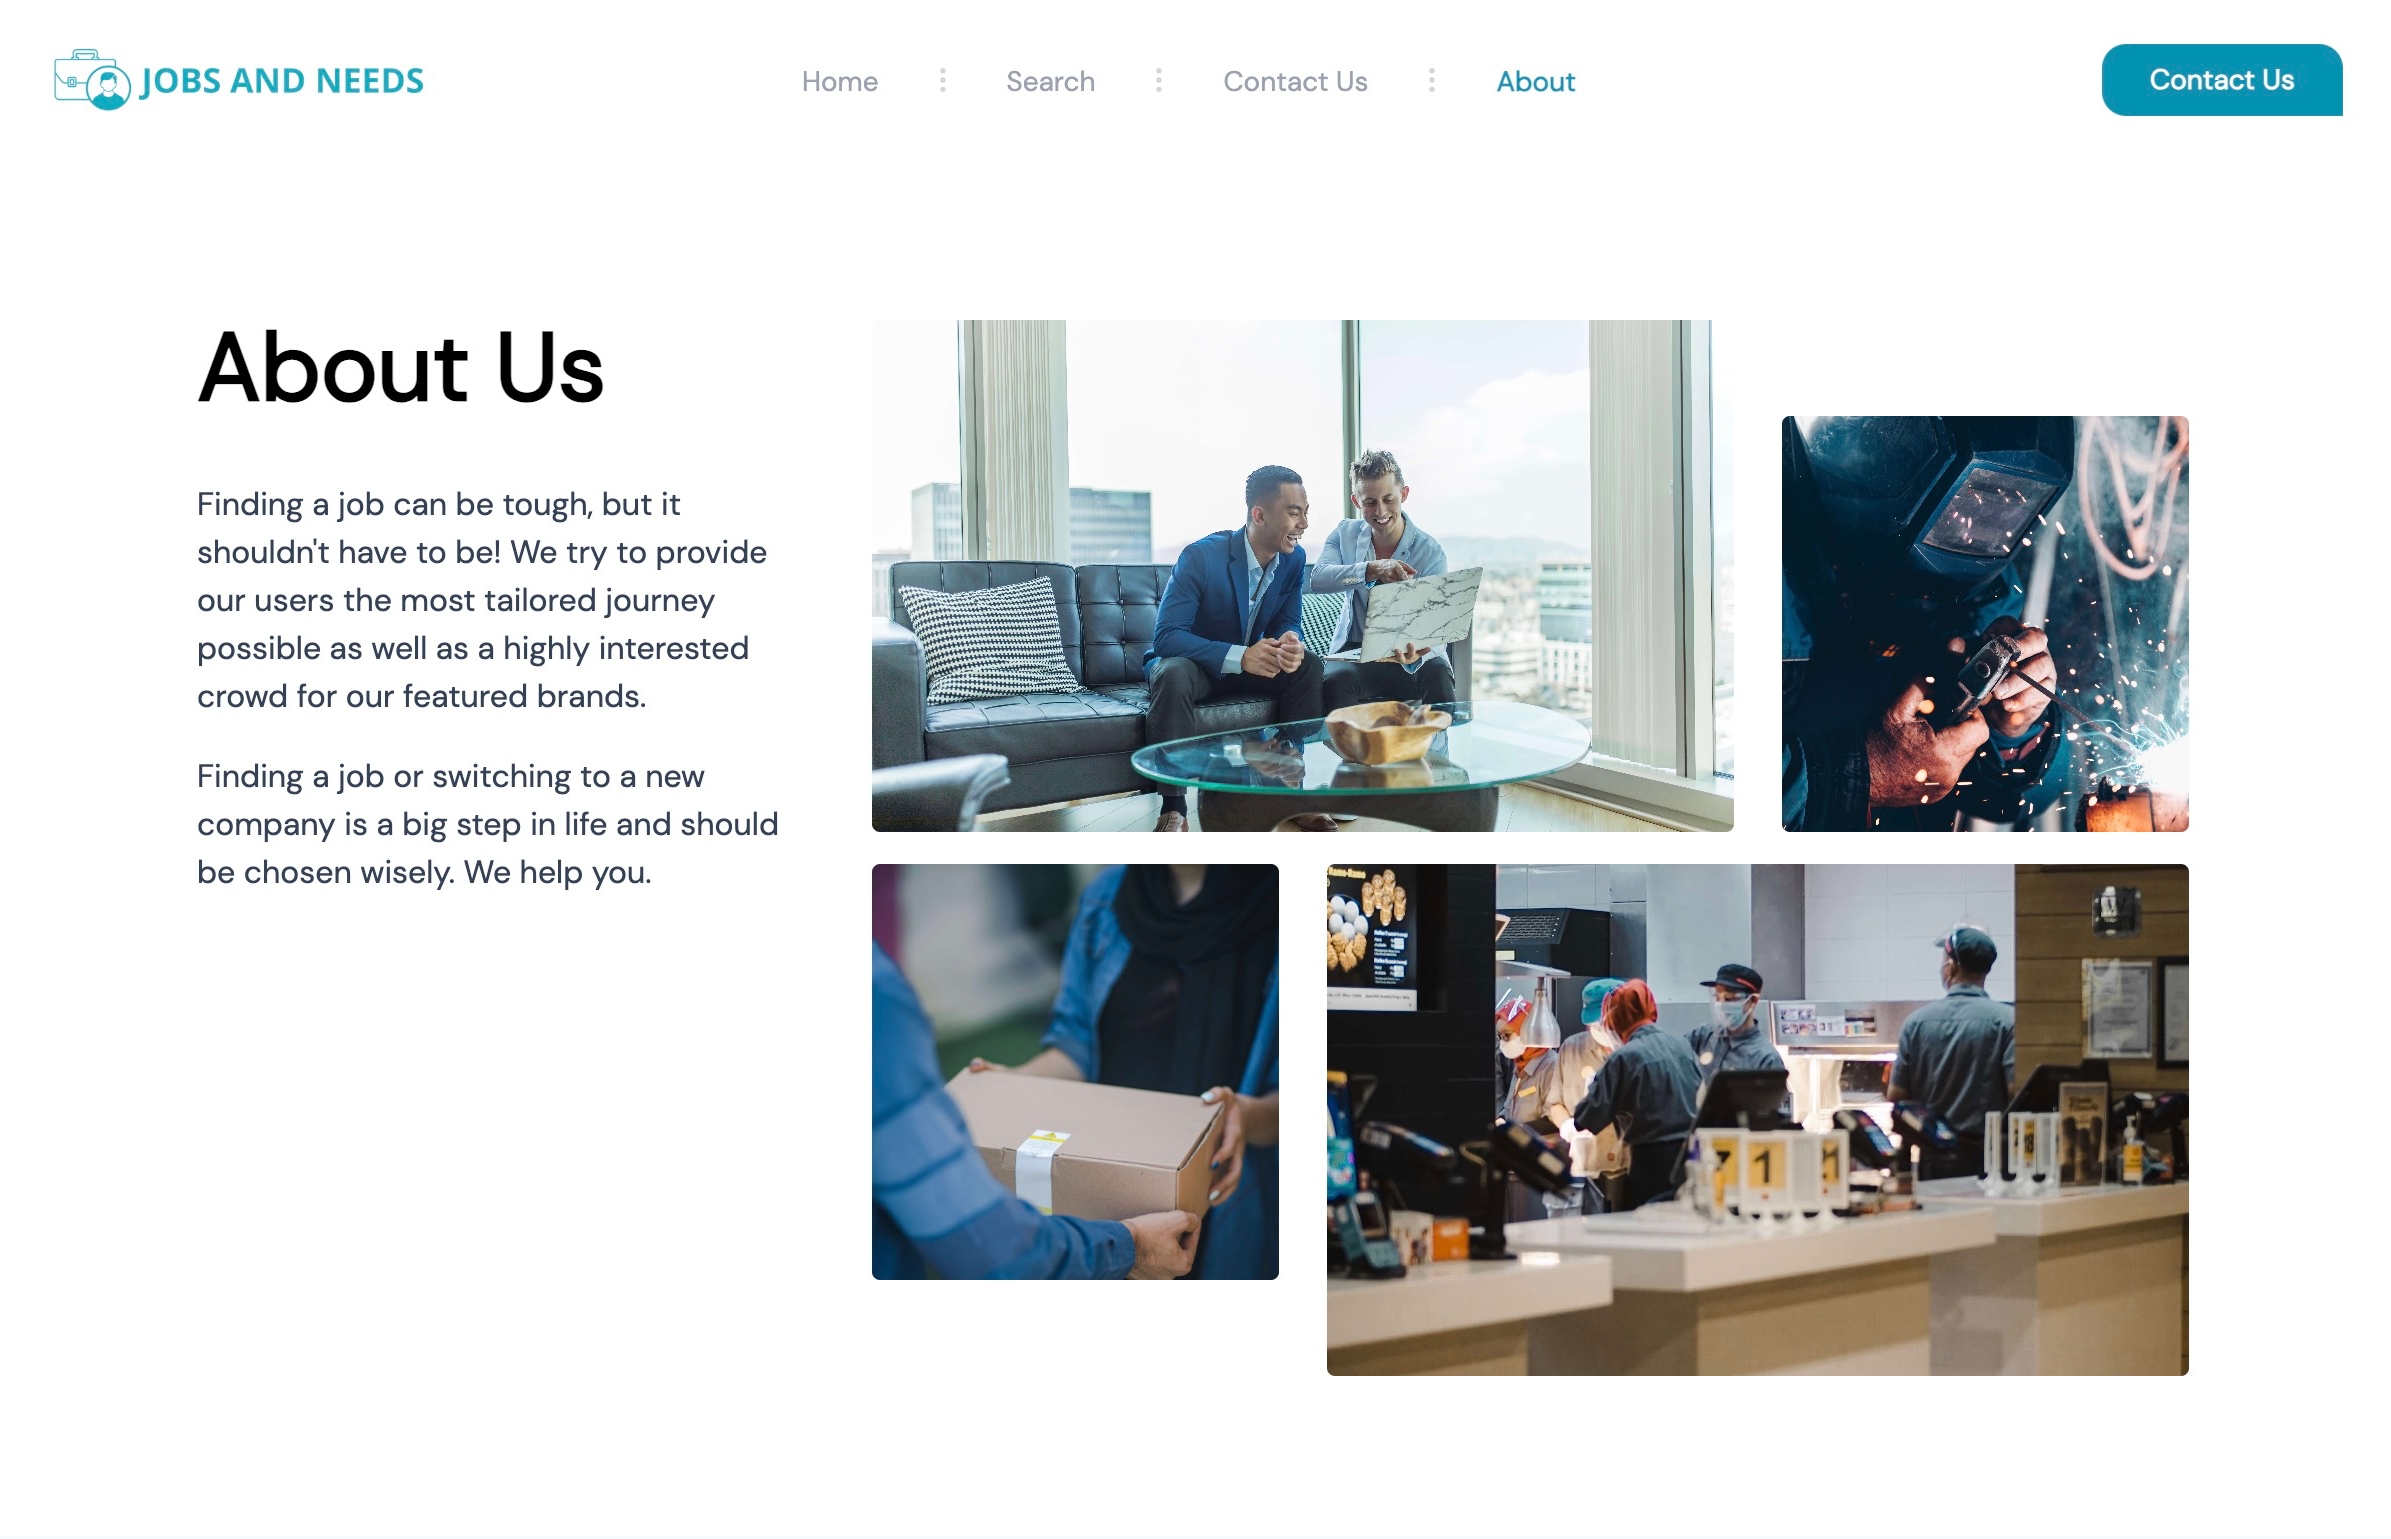 JOBS AND NEEDS
Home
Search
Contact Us
About
Contact Us
About Us
Finding a job can be tough, but it
shouldn't have to be! We try to provide
our users the most tailored journey
possible as well as a highly interested
crowd for our featured brands.
Finding a job or switching to a new
company is a big step in life and should
be chosen wisely. We help you.
Rame-Rame
1